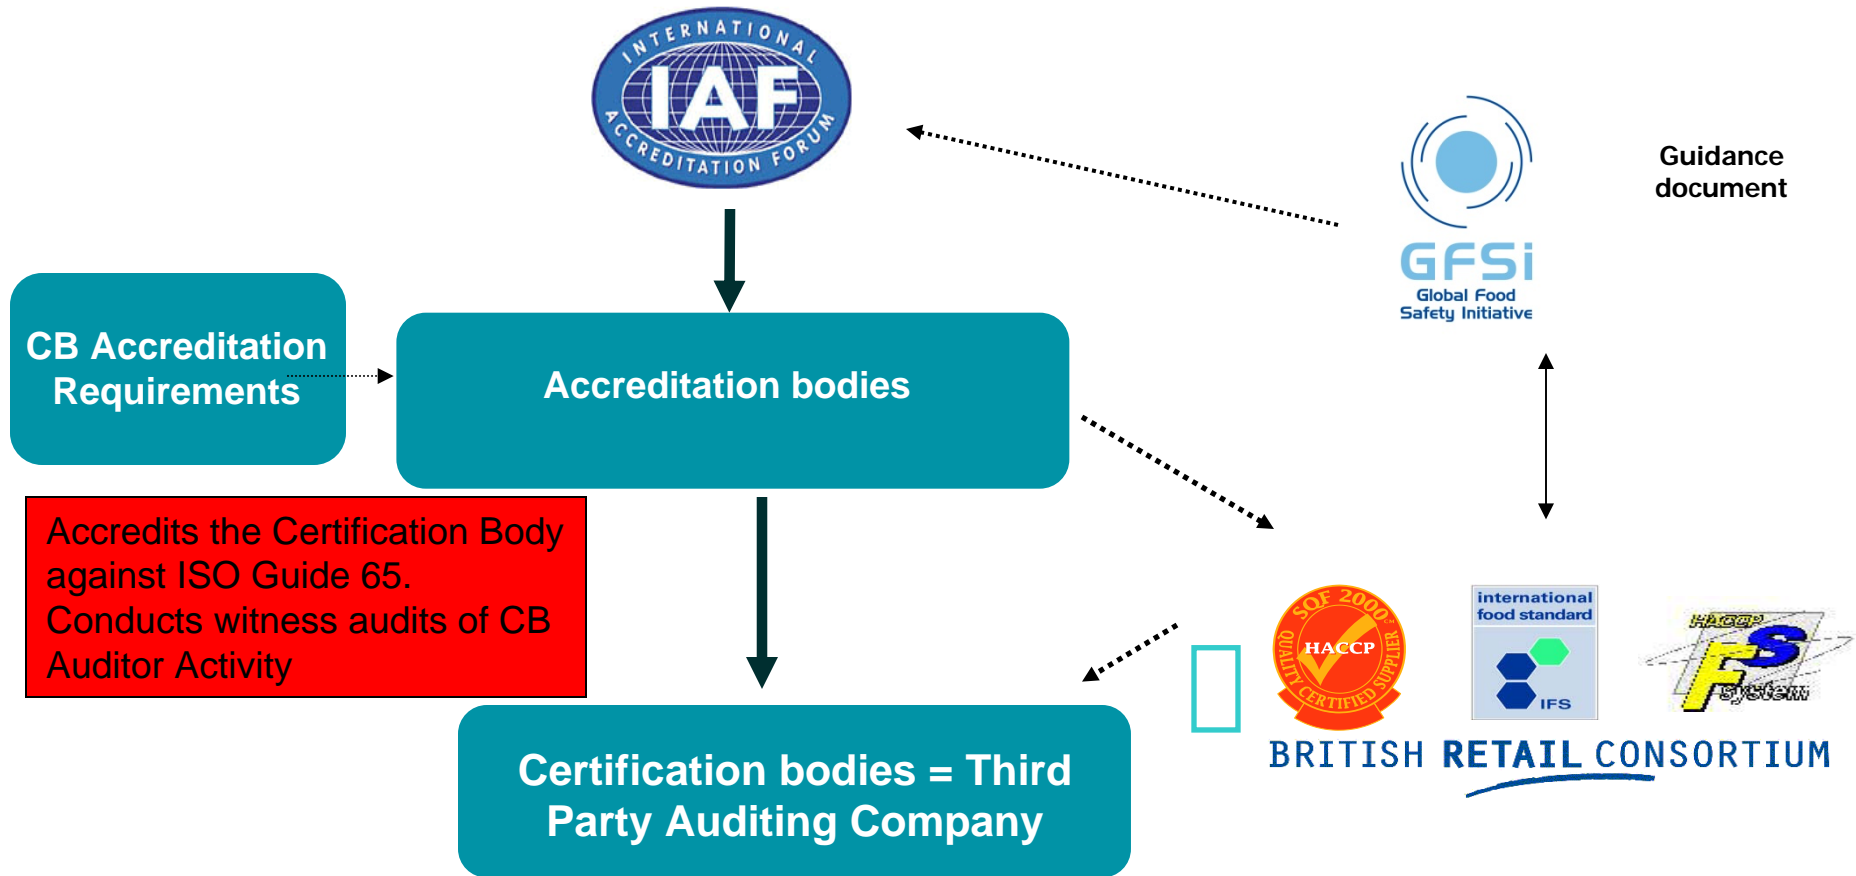 INTERNATIONAL
IAF
ACCREDITATION FORUM
Guidance
document
GFSi
Global Food
Safety Initiative
CB Accreditation
Requirements
Accreditation bodies
Accredits the Certification Body
against ISO Guide 65.
Conducts witness audits of CB
Auditor Activity
SQF 2000 CM
HACCP
QUALITY CERTIFIED SUPPLIER
international
food standard
IFS
HACCP
FS
system
BRITISH RETAIL CONSORTIUM
Certification bodies = Third
Party Auditing Company